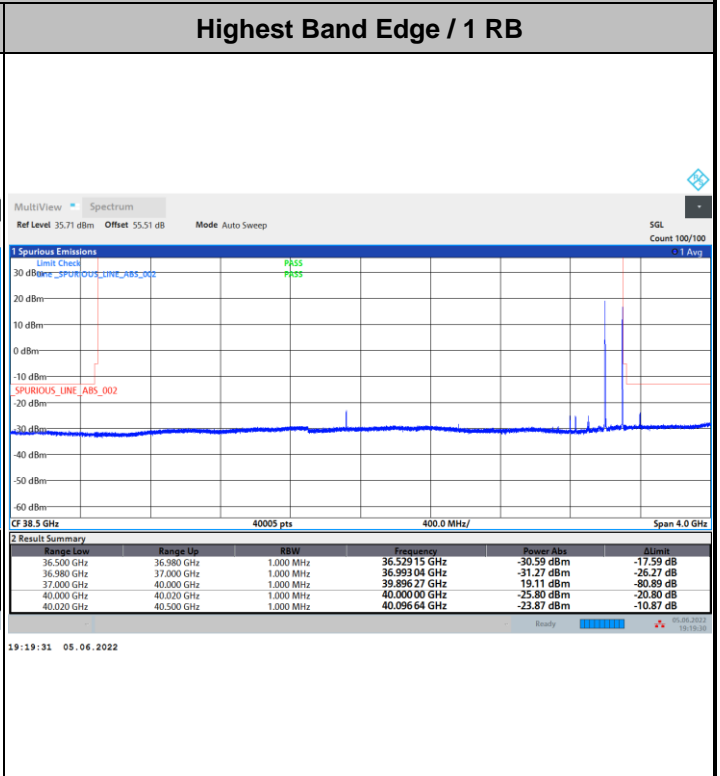 Highest Band Edge / 1 RB
MultiView Spectrum
Ref Level 35.71 dBm Offset 55.51 dB Mode Auto Sweep SGL
Count 100/100
1 Spurious Emissions 1 Avg
Limit Check PASS
30 dBm Line _SPURIOUS_LINE_ABS_002 PASS
20 dBm
10 dBm
0 dBm
-10 dBm
_SPURIOUS_LINE_ABS_002
-20 dBm
-30 dBm
-40 dBm
-50 dBm
-60 dBm
CF 38.5 GHz 40005 pts 400.0 MHz/ Span 4.0 GHz
2 Result Summary
Range Low Range Up RBW Frequency Power Abs ΔLimit
36.500 GHz 36.980 GHz 1.000 MHz 36.529 15 GHz -30.59 dBm -17.59 dB
36.980 GHz 37.000 GHz 1.000 MHz 36.993 04 GHz -31.27 dBm -26.27 dB
37.000 GHz 40.000 GHz 1.000 MHz 39.896 27 GHz 19.11 dBm -80.89 dB
40.000 GHz 40.020 GHz 1.000 MHz 40.000 00 GHz -25.80 dBm -20.80 dB
40.020 GHz 40.500 GHz 1.000 MHz 40.096 64 GHz -23.87 dBm -10.87 dB
Ready 05.06.2022
19:19:30
19:19:31 05.06.2022